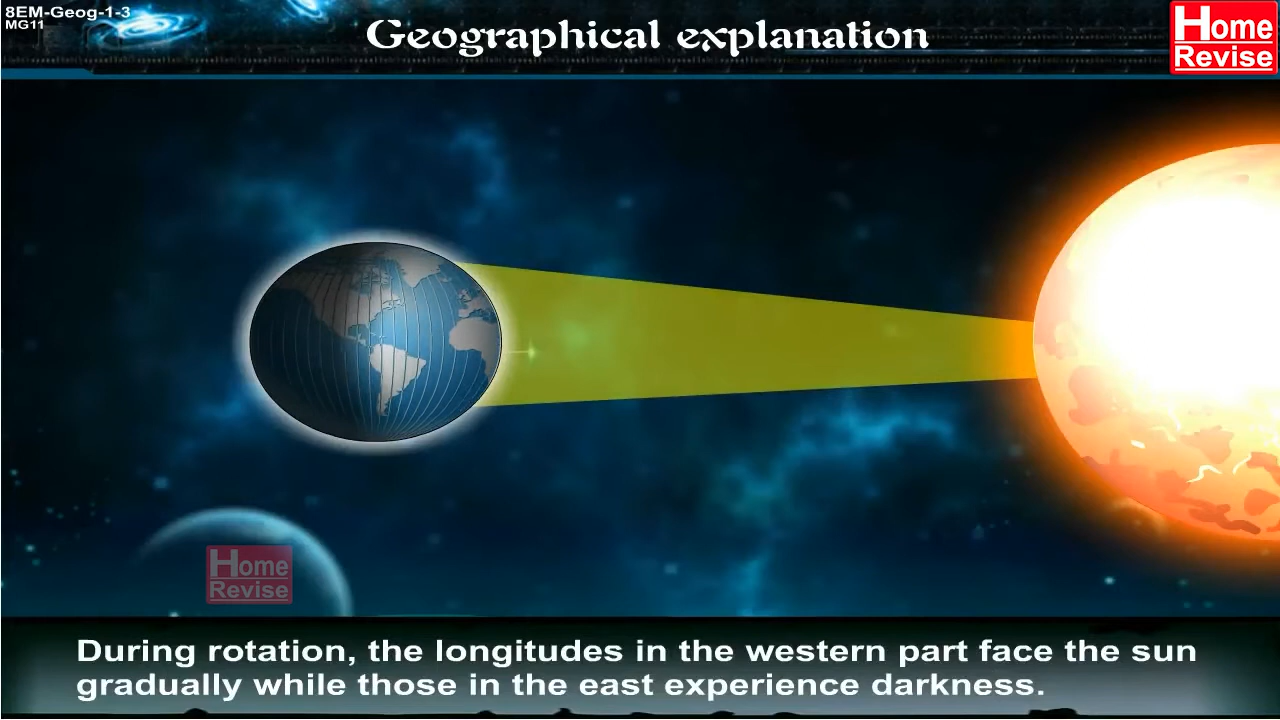 8EM-Geog-1-3
MG11
Geographical explanation
Home
Revise
Home
Revise
During rotation, the longitudes in the western part face the sun
gradually while those in the east experience darkness.